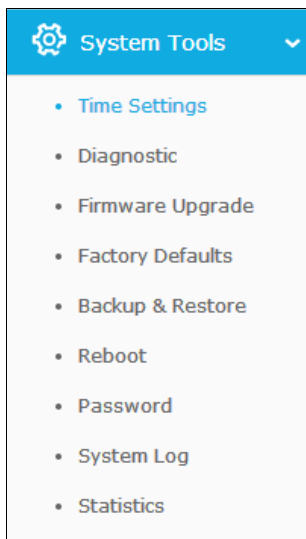 System Tools
Time Settings
Diagnostic
Firmware Upgrade
Factory Defaults
Backup & Restore
Reboot
Password
System Log
Statistics